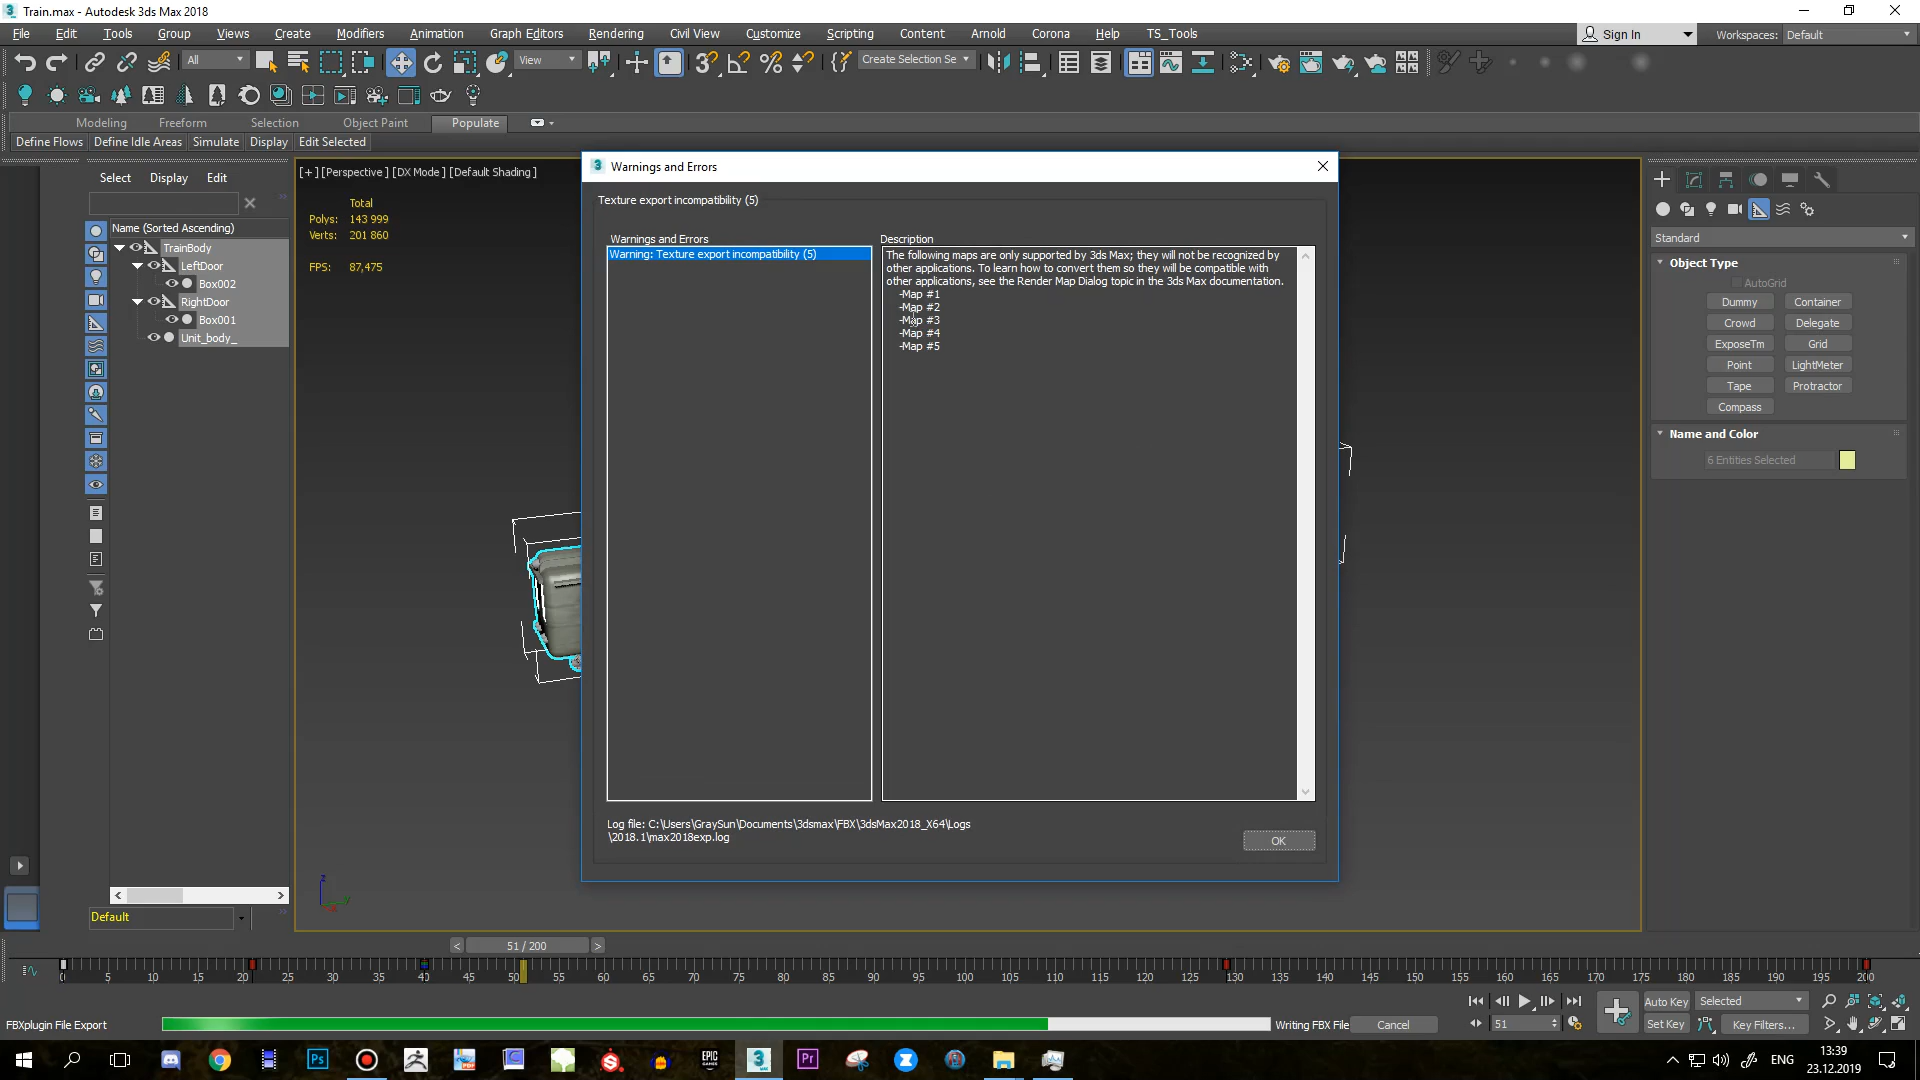 Train.max - Autodesk 3ds Max 2018
File Edit Tools Group Views Create Modifiers Animation Graph Editors Rendering Civil View Customize Scripting Content Arnold Corona Help TS_Tools
Sign In
Workspaces: Default
All
View
Create Selection Se
Modeling Freeform Selection Object Paint Populate
Define Flows Define Idle Areas Simulate Display Edit Selected
Select Display Edit
Name (Sorted Ascending)
TrainBody
LeftDoor
Box002
RightDoor
Box001
Unit_body_
Default
[+] [Perspective] [DX Mode] [Default Shading]
Total
Polys: 143 999
Verts: 201 860
FPS: 87,475
Warnings and Errors
Texture export incompatibility (5)
Warnings and Errors
Warning: Texture export incompatibility (5)
Description
The following maps are only supported by 3ds Max; they will not be recognized by
other applications. To learn how to convert them so they will be compatible with
other applications, see the Render Map Dialog topic in the 3ds Max documentation.
-Map #1
-Map #2
-Map #3
-Map #4
-Map #5
Log file: C:\Users\GraySun\Documents\3dsmax\FBX\3dsMax2018_X64\Logs
\2018.1\max2018exp.log
OK
Standard
Object Type
AutoGrid
Dummy Container
Crowd Delegate
ExposeTm Grid
Point LightMeter
Tape Protractor
Compass
Name and Color
6 Entities Selected
z
y
< 51 / 200 >
0 5 10 15 20 25 30 35 40 45 50 55 60 65 70 75 80 85 90 95 100 105 110 115 120 125 130 135 140 145 150 155 160 165 170 175 180 185 190 195 200
Auto Key Selected
51
Set Key Key Filters...
FBXplugin File Export
Writing FBX File
Cancel
Ps
EPIC GAMES
3
MAX
Pr
ENG
13:39
23.12.2019